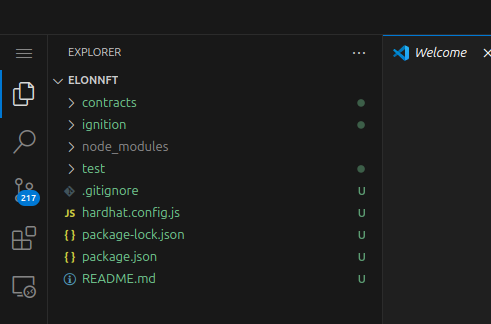 EXPLORER
Welcome
ELONNFT
contracts
ignition
node_modules
test
.gitignore U
217
JS hardhat.config.js U
{} package-lock.json U
{} package.json U
README.md U